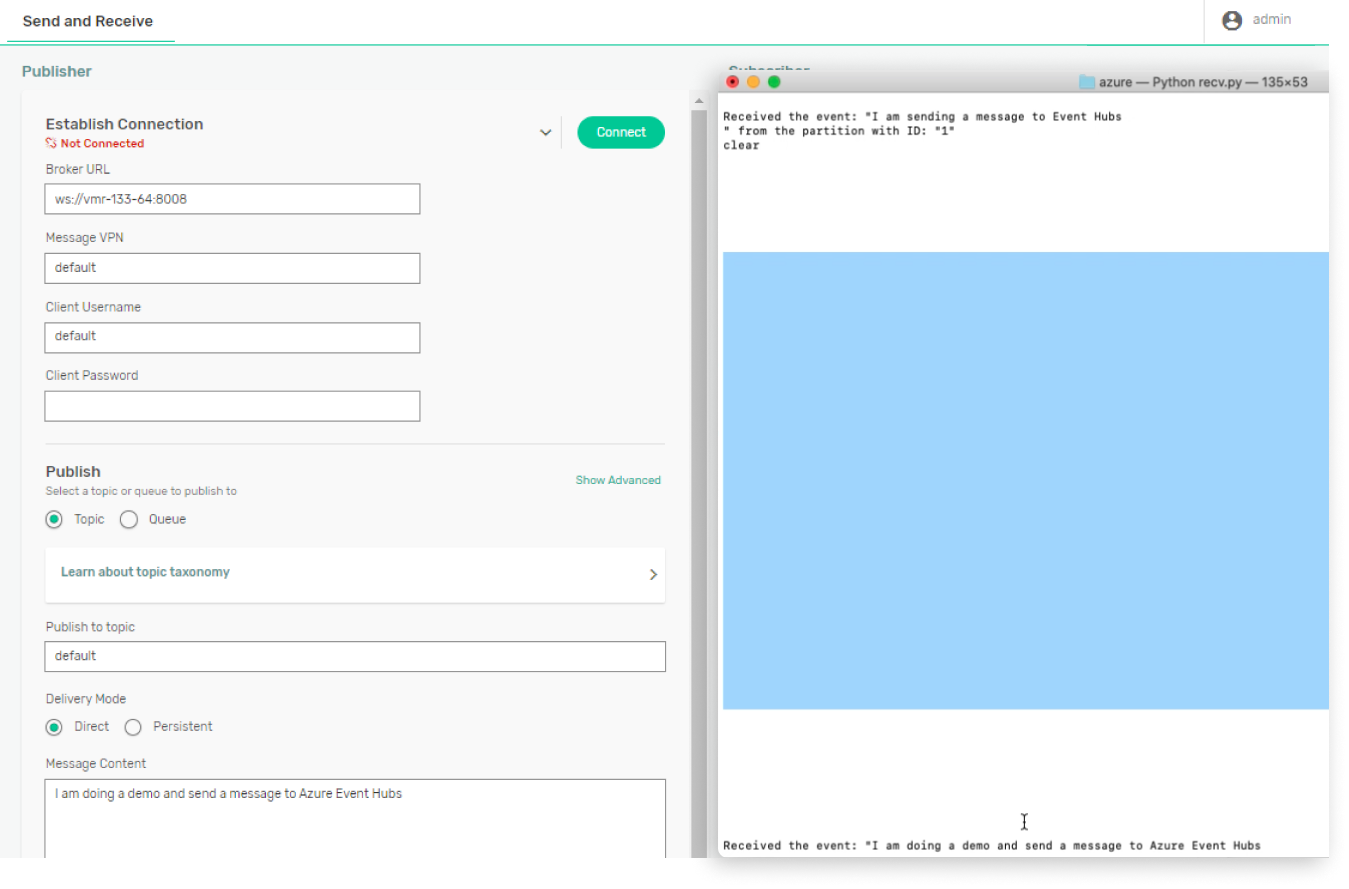 Send and Receive
admin
Publisher
Subscriber
Establish Connection
Not Connected
Connect
Broker URL
ws://vmr-133-64:8008
Message VPN
default
Client Username
default
Client Password
Publish
Select a topic or queue to publish to
Show Advanced
Topic
Queue
Learn about topic taxonomy
Publish to topic
default
Delivery Mode
Direct
Persistent
Message Content
I am doing a demo and send a message to Azure Event Hubs
azure — Python recv.py — 135×53
Received the event: "I am sending a message to Event Hubs
" from the partition with ID: "1"
clear
Received the event: "I am doing a demo and send a message to Azure Event Hubs